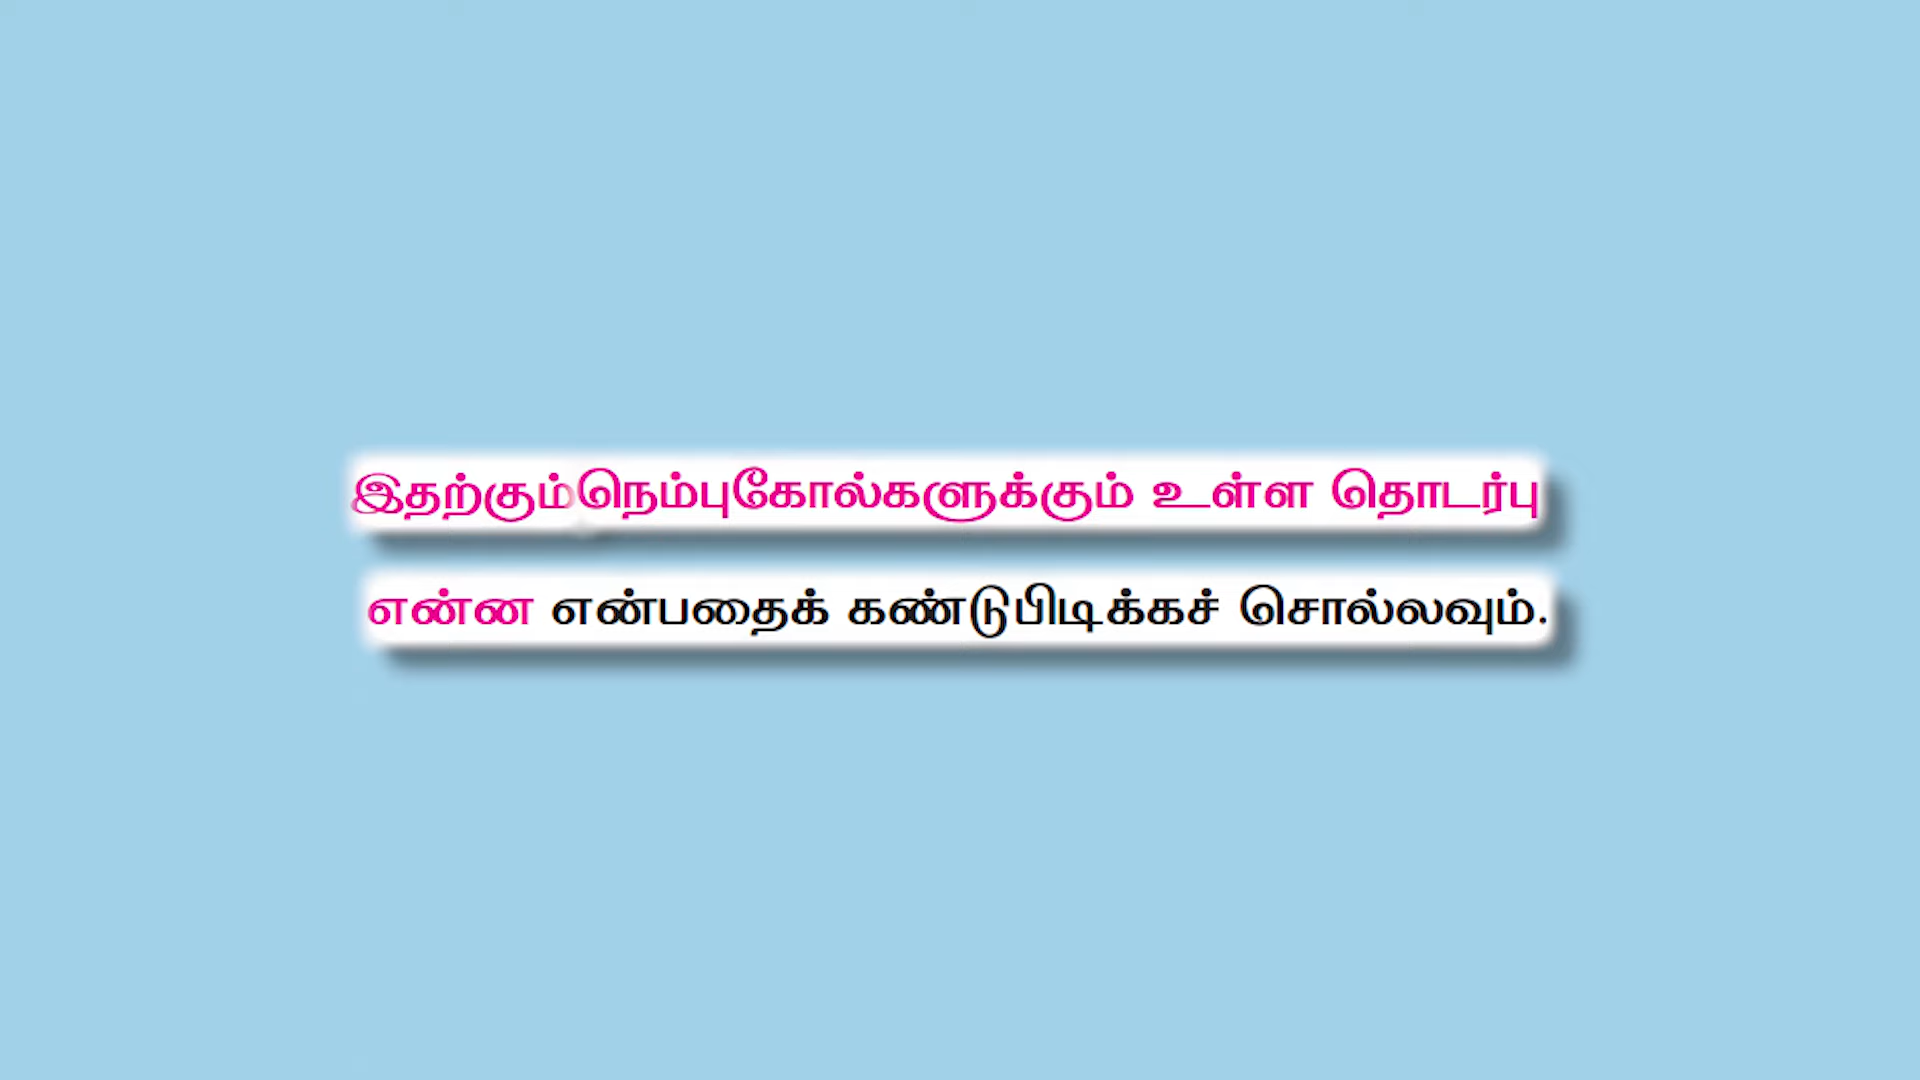 இதற்கும் நெம்புகோல்களுக்கும் உள்ள தொடர்பு
என்ன என்பதைக் கண்டுபிடிக்கச் சொல்லவும்.